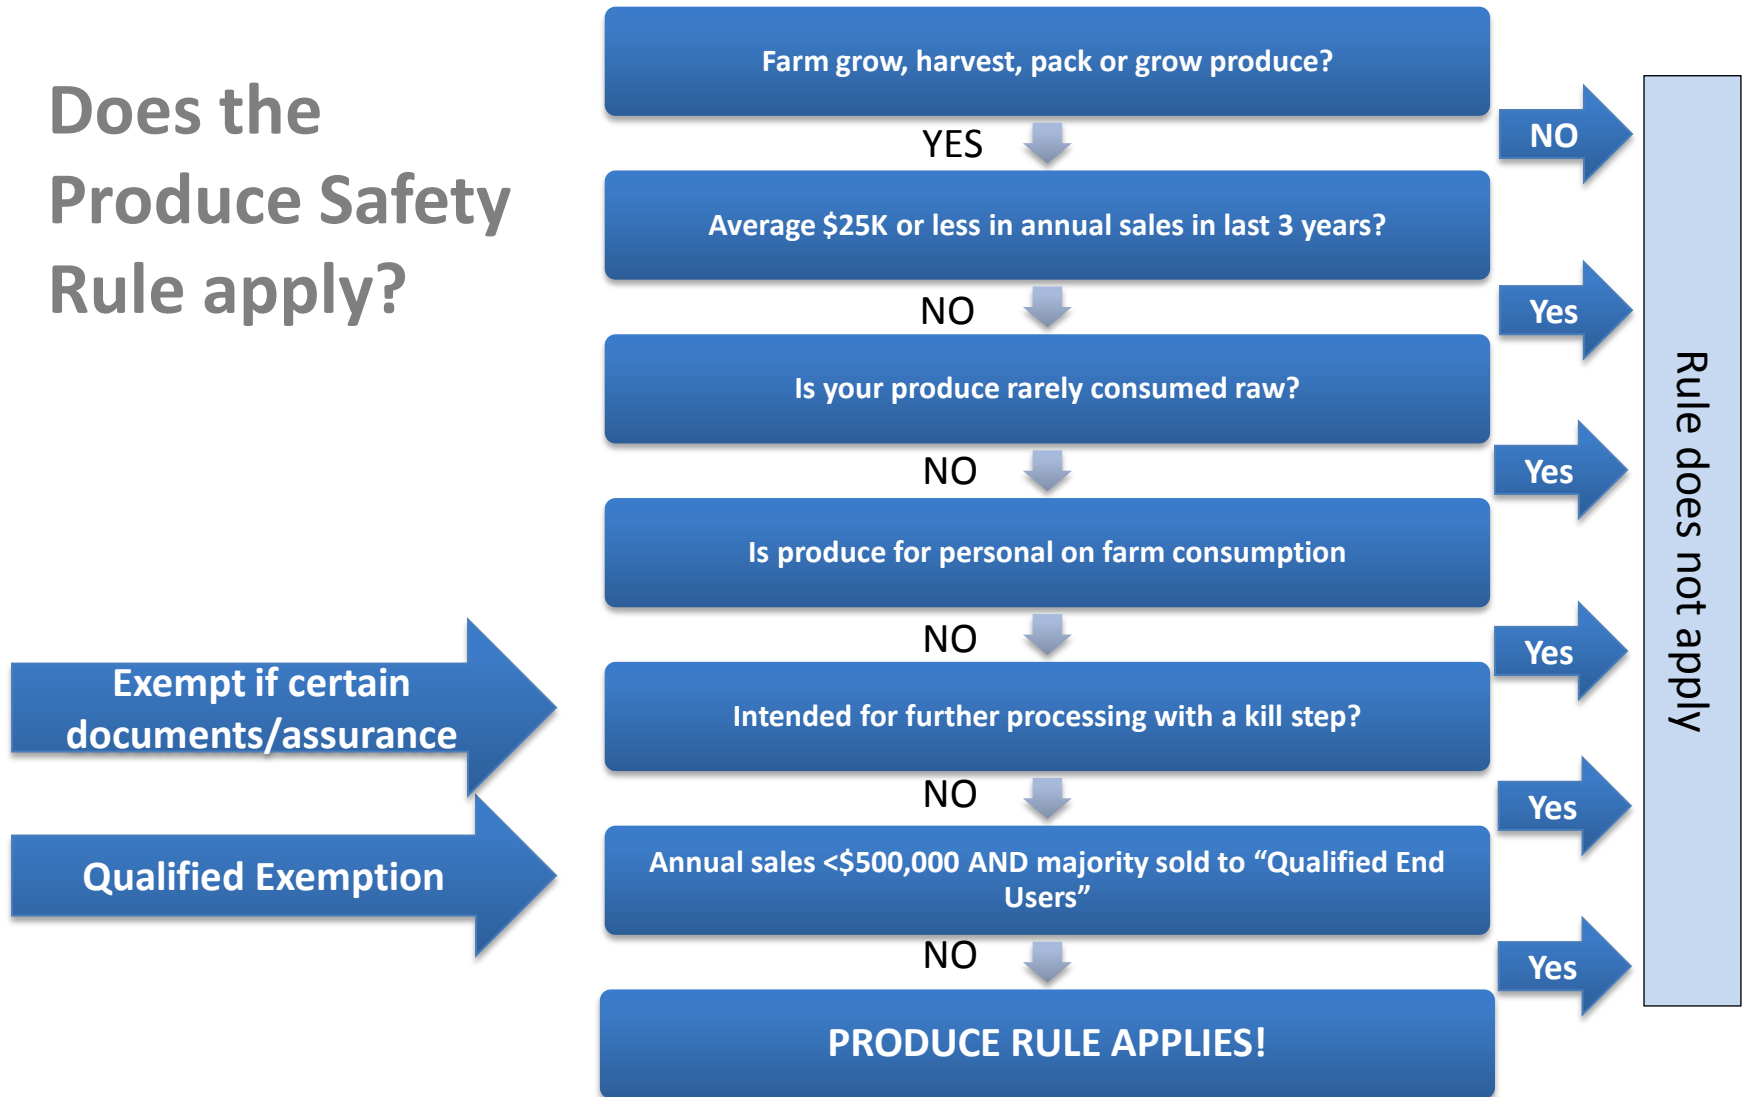 Does the
Produce Safety
Rule apply?
Farm grow, harvest, pack or grow produce?
NO
YES
Average $25K or less in annual sales in last 3 years?
Yes
NO
Is your produce rarely consumed raw?
Yes
NO
Is produce for personal on farm consumption
Yes
NO
Exempt if certain
documents/assurance
Intended for further processing with a kill step?
Yes
NO
Qualified Exemption
Annual sales <$500,000 AND majority sold to “Qualified End
Users”
Yes
NO
PRODUCE RULE APPLIES!
Rule does not apply